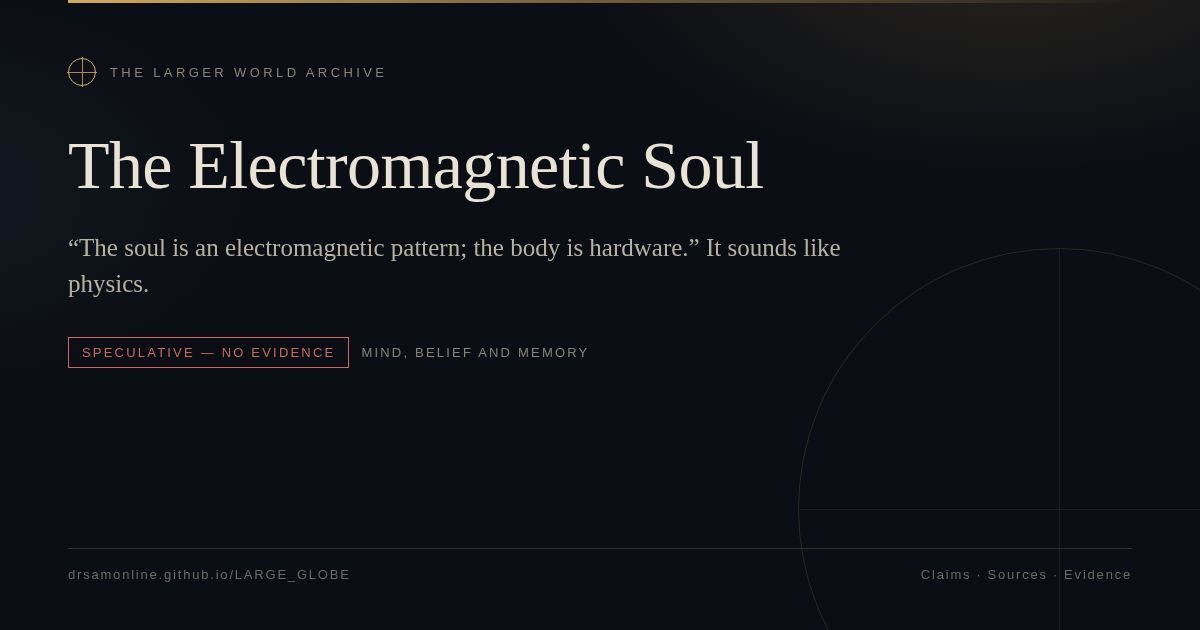 THE LARGER WORLD ARCHIVE
The Electromagnetic Soul
“The soul is an electromagnetic pattern; the body is hardware.” It sounds like
physics.
SPECULATIVE — NO EVIDENCE
MIND, BELIEF AND MEMORY
drsamonline.github.io/LARGE_GLOBE
Claims · Sources · Evidence